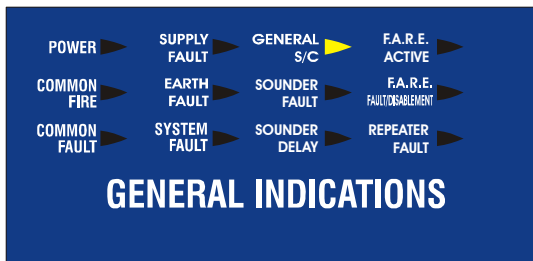 POWER
SUPPLY
FAULT
GENERAL
S/C
F.A.R.E.
ACTIVE
COMMON
FIRE
EARTH
FAULT
SOUNDER
FAULT
F.A.R.E.
FAULT/DISABLEMENT
COMMON
FAULT
SYSTEM
FAULT
SOUNDER
DELAY
REPEATER
FAULT
GENERAL INDICATIONS